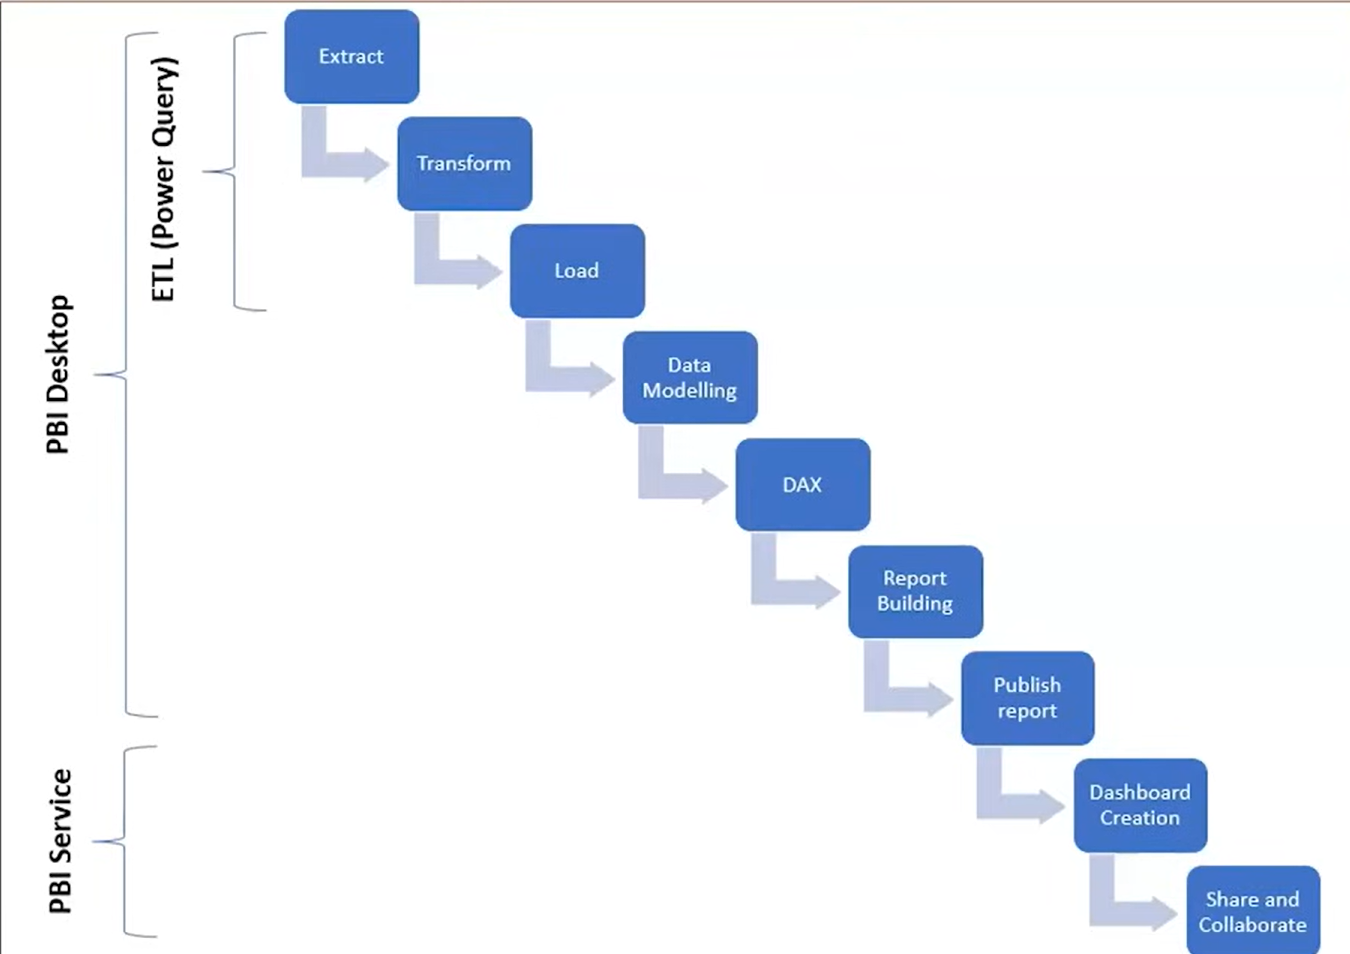 Extract
Transform
Load
Data
Modelling
DAX
Report
Building
Publish
report
Dashboard
Creation
Share and
Collaborate
ETL (Power Query)
PBI Desktop
PBI Service